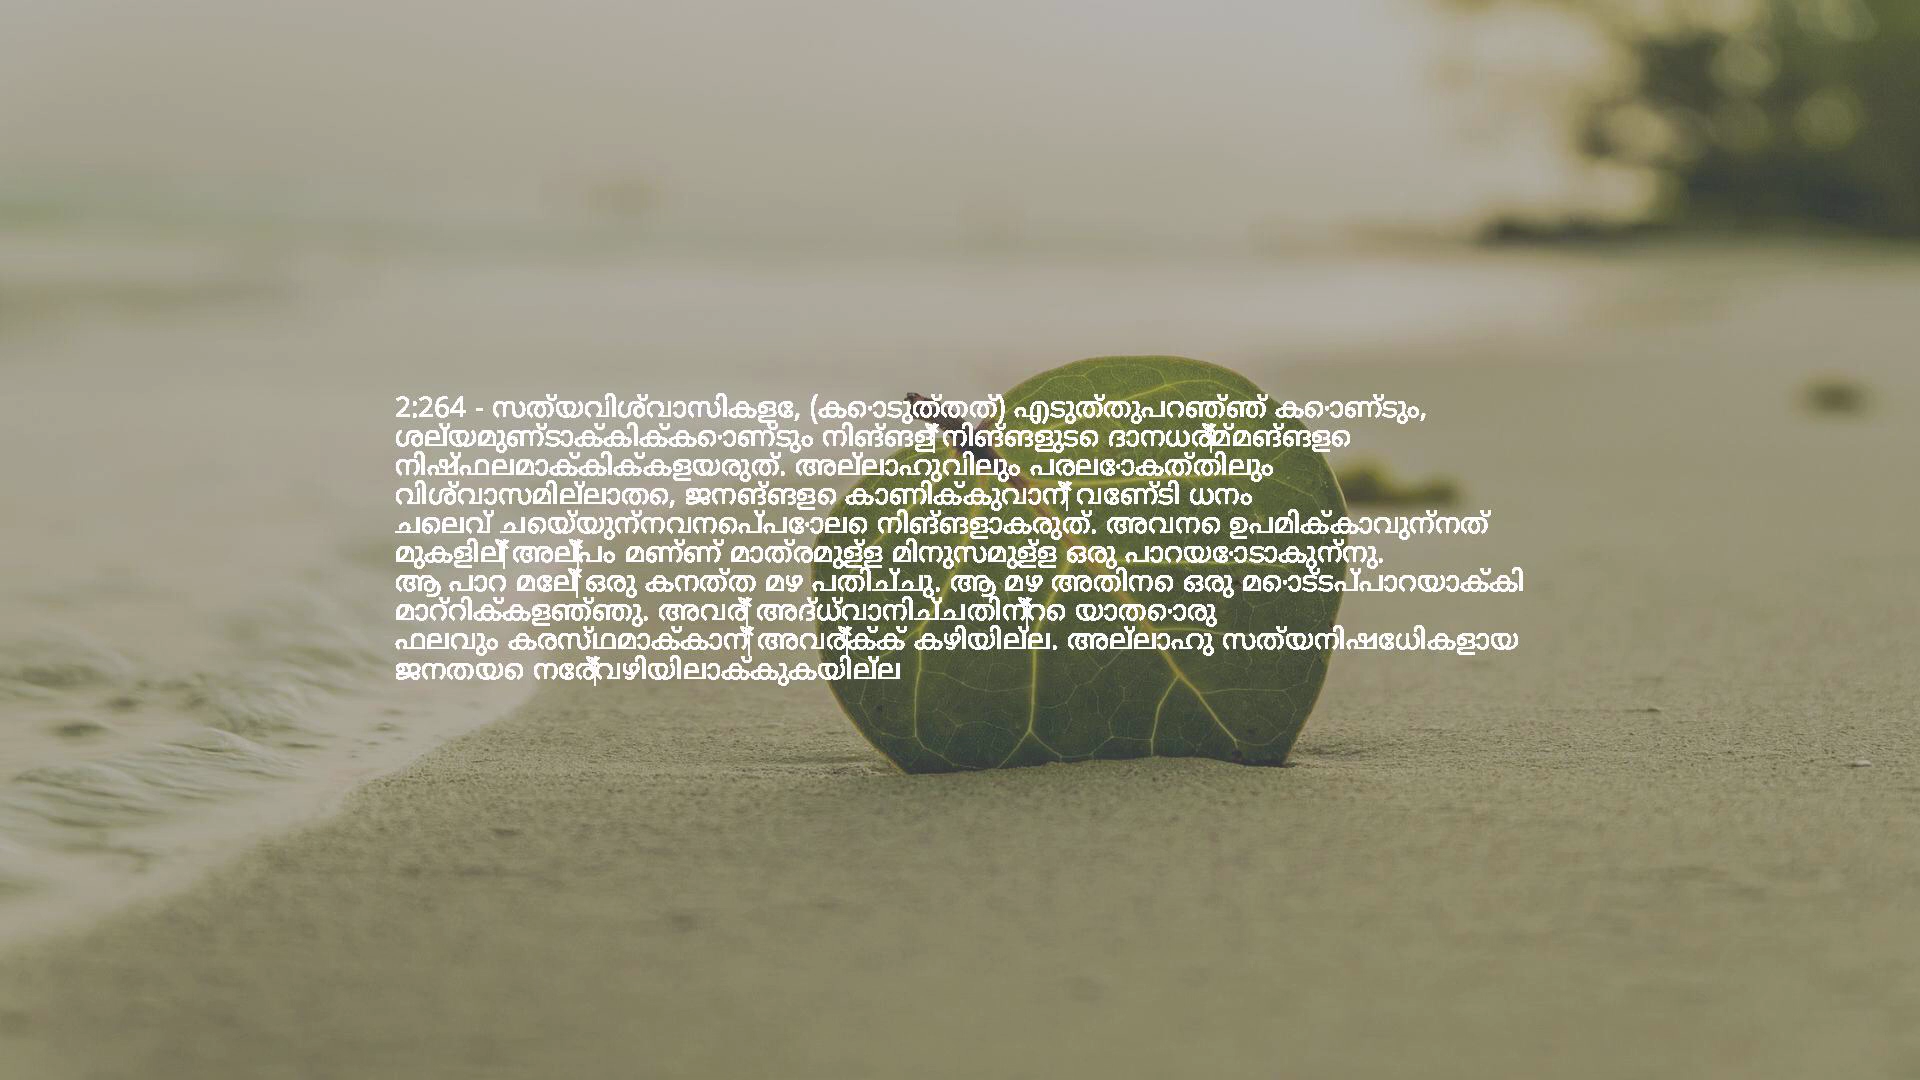 2:264 - സത്യവിശ്വാസികളേ, (കൊടുത്തത്) എടുത്തുപറഞ്ഞ് കൊണ്ടും,
ശല്യമുണ്ടാക്കിക്കൊണ്ടും നിങ്ങള്‍ നിങ്ങളുടെ ദാനധര്‍മ്മങ്ങളെ
നിഷ്ഫലമാക്കിക്കളയരുത്. അല്ലാഹുവിലും പരലോകത്തിലും
വിശ്വാസമില്ലാതെ, ജനങ്ങളെ കാണിക്കുവാന്‍ വേണ്ടി ധനം
ചെലവ് ചെയ്യുന്നവനെപ്പോലെ നിങ്ങളാകരുത്. അവനെ ഉപമിക്കാവുന്നത്
മുകളില്‍ അല്‍പം മണ്ണ് മാത്രമുള്ള മിനുസമുള്ള ഒരു പാറയോടാകുന്നു.
ആ പാറ മേല്‍ ഒരു കനത്ത മഴ പതിച്ചു. ആ മഴ അതിനെ ഒരു മൊട്ടപ്പാറയാക്കി
മാറ്റിക്കളഞ്ഞു. അവര്‍ അദ്ധ്വാനിച്ചതിന്‍റെ യാതൊരു
ഫലവും കരസ്ഥമാക്കാന്‍ അവര്‍ക്ക് കഴിയില്ല. അല്ലാഹു സത്യനിഷേധികളായ
ജനതയെ നേര്‍വഴിയിലാക്കുകയില്ല